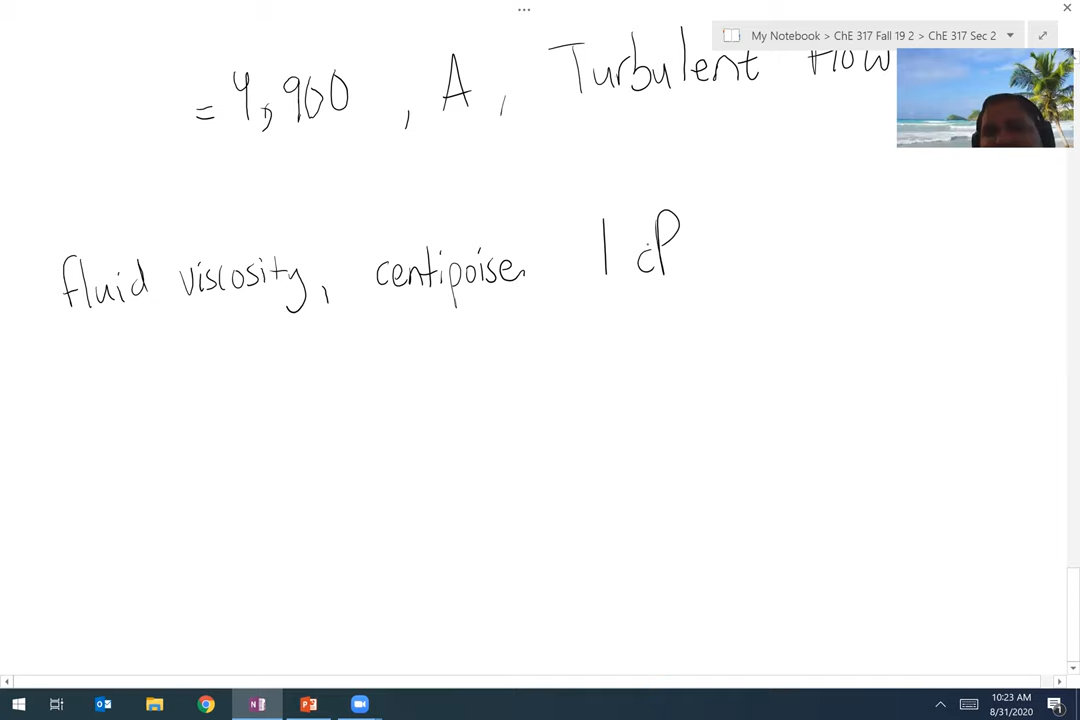 ...
My Notebook > ChE 317 Fall 19 2 > ChE 317 Sec 2
= 4,900 , A, Turbulent Flow
fluid viscosity, centipoise 1 cP
10:23 AM
8/31/2020
1